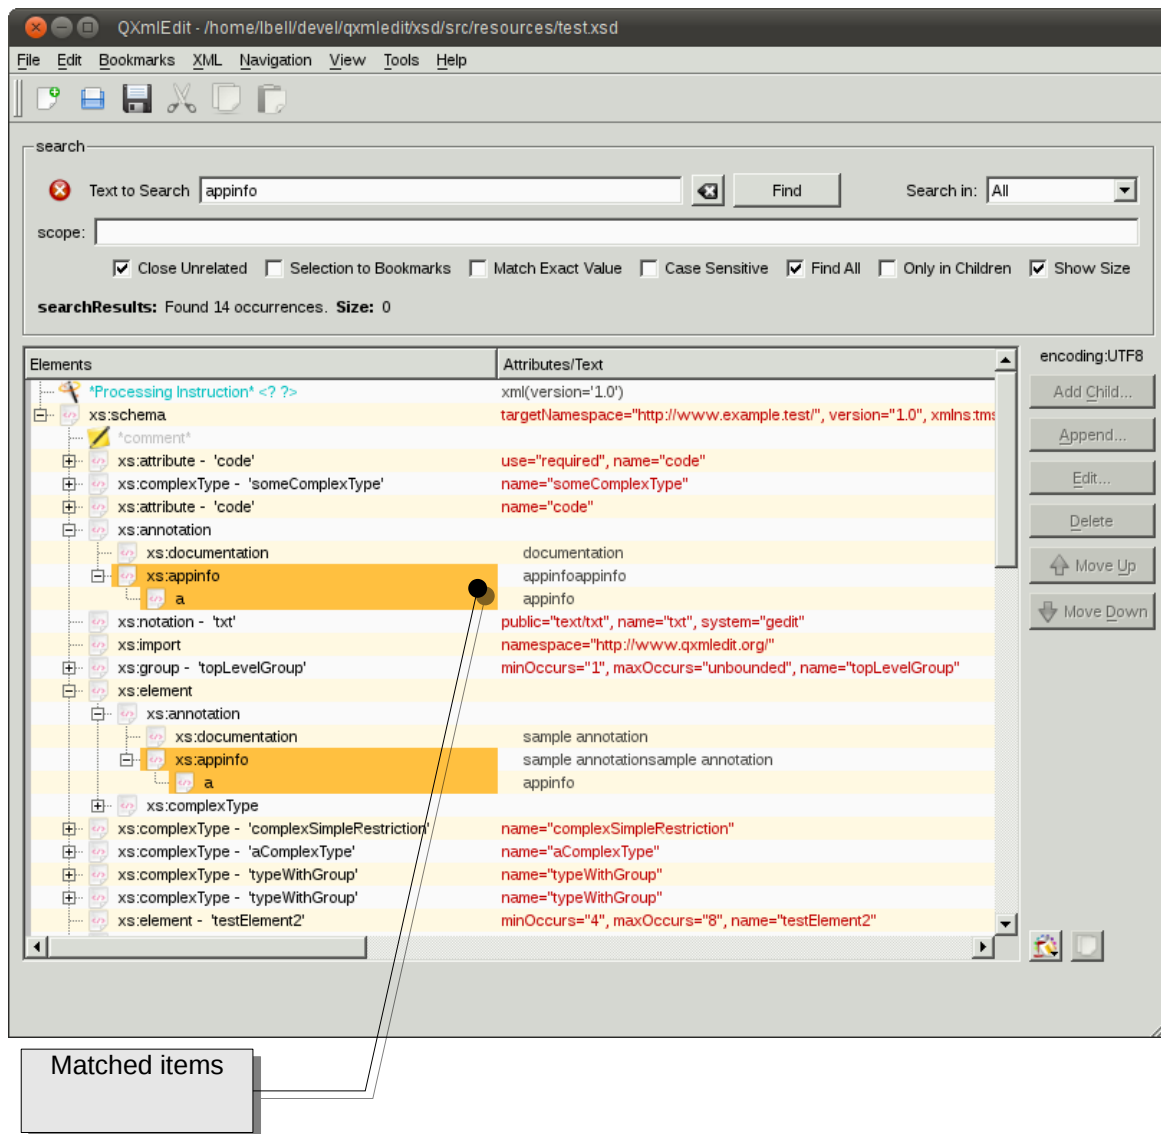 QXmlEdit - /home/lbell/devel/qxmledit/xsd/src/resources/test.xsd
File Edit Bookmarks XML Navigation View Tools Help
search
Text to Search appinfo Find Search in: All
scope:
Close Unrelated Selection to Bookmarks Match Exact Value Case Sensitive Find All Only in Children Show Size
searchResults: Found 14 occurrences. Size: 0
Elements Attributes/Text encoding:UTF8
*Processing Instruction* <? ?> xml(version='1.0')
Add Child...
xs:schema targetNamespace="http://www.example.test/", version="1.0", xmlns:tms
*comment*
Append...
xs:attribute - 'code' use="required", name="code"
xs:complexType - 'someComplexType' name="someComplexType"
Edit...
xs:attribute - 'code' name="code"
xs:annotation
Delete
xs:documentation documentation
xs:appinfo appinfoappinfo
Move Up
a appinfo
Move Down
xs:notation - 'txt' public="text/txt", name="txt", system="gedit"
xs:import namespace="http://www.qxmledit.org/"
xs:group - 'topLevelGroup' minOccurs="1", maxOccurs="unbounded", name="topLevelGroup"
xs:element
xs:annotation
xs:documentation sample annotation
xs:appinfo sample annotationsample annotation
a appinfo
xs:complexType
xs:complexType - 'complexSimpleRestriction' name="complexSimpleRestriction"
xs:complexType - 'aComplexType' name="aComplexType"
xs:complexType - 'typeWithGroup' name="typeWithGroup"
xs:complexType - 'typeWithGroup' name="typeWithGroup"
xs:element - 'testElement2' minOccurs="4", maxOccurs="8", name="testElement2"
Matched items